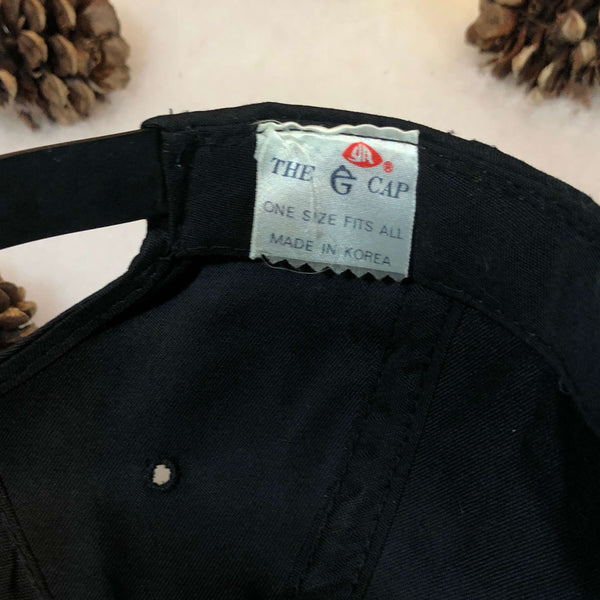 THE G CAP
ONE SIZE FITS ALL
MADE IN KOREA